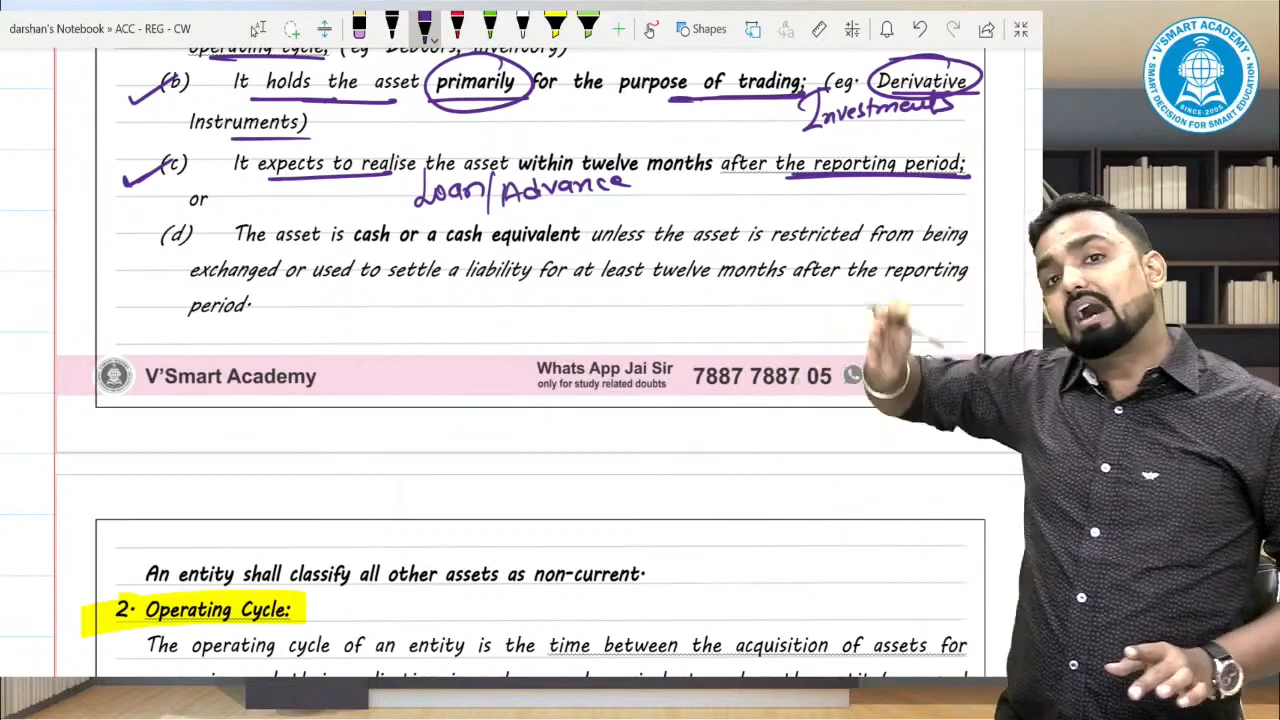 darshan's Notebook » ACC - REG - CW
Shapes
operating cycle; (eg Debtors, Inventory)
(b) It holds the asset primarily for the purpose of trading; (eg. Derivative
Investments
Instruments)
(c) It expects to realise the asset within twelve months after the reporting period;
Loan/Advance
or
(d) The asset is cash or a cash equivalent unless the asset is restricted from being
exchanged or used to settle a liability for at least twelve months after the reporting
period.
V'Smart Academy
Whats App Jai Sir
only for study related doubts
7887 7887 05
An entity shall classify all other assets as non-current.
2. Operating Cycle:
The operating cycle of an entity is the time between the acquisition of assets for
V'SMART ACADEMY
SINCE-2005
SMART DECISION FOR SMART EDUCATION